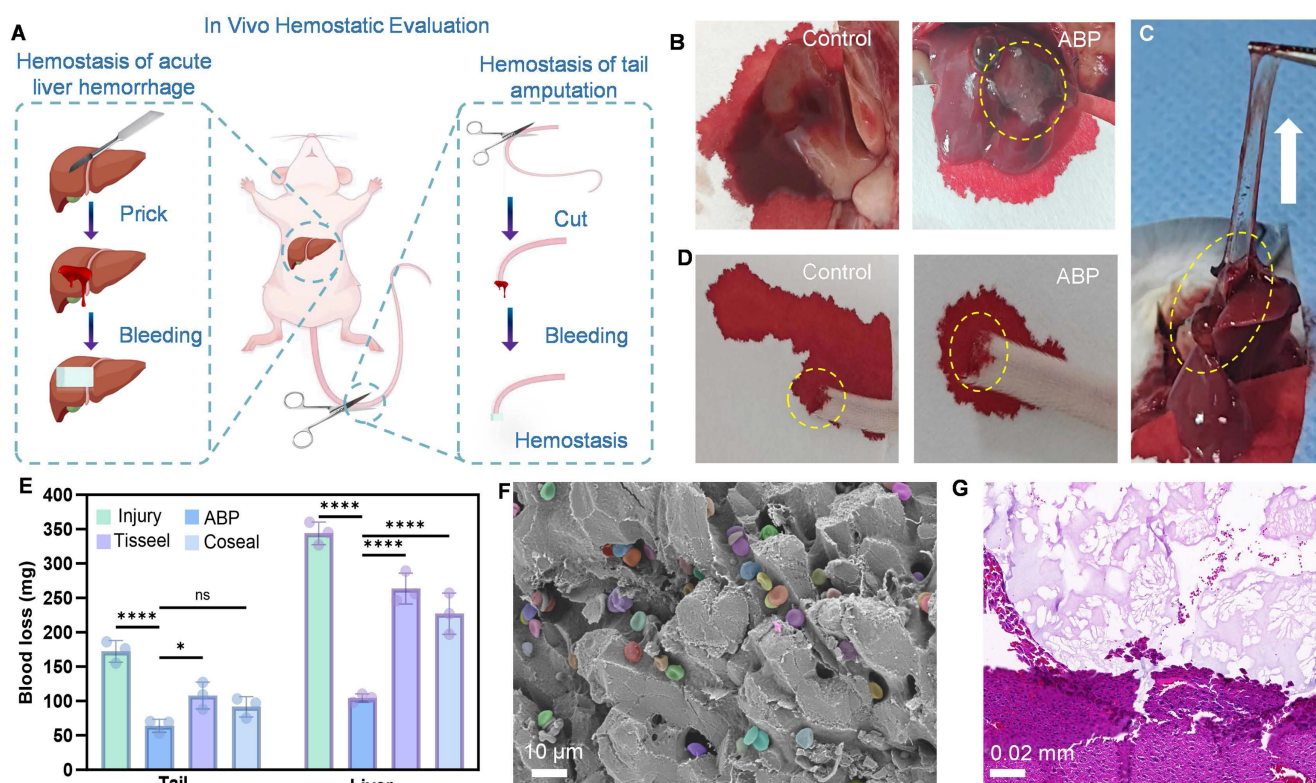 In Vivo Hemostatic Evaluation
A
Hemostasis of acute
liver hemorrhage
Prick
Bleeding
Hemostasis of tail
amputation
Cut
Bleeding
Hemostasis
B
Control
ABP
C
D
Control
ABP
E
Blood loss (mg)
400
350
300
250
200
150
100
50
0
Injury
ABP
Tisseel
Coseal
****
*
ns
****
****
****
Tail
Liver
F
10 μm
G
0.02 mm